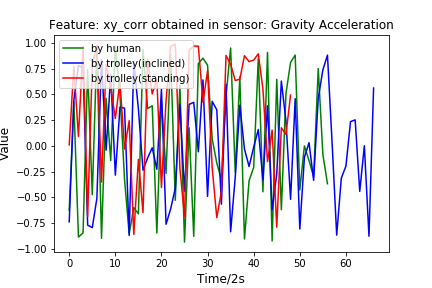 Feature: xy_corr obtained in sensor: Gravity Acceleration
by human
by trolley(inclined)
by trolley(standing)
Value
1.00
0.75
0.50
0.25
0.00
−0.25
−0.50
−0.75
−1.00
0 10 20 30 40 50 60
Time/2s